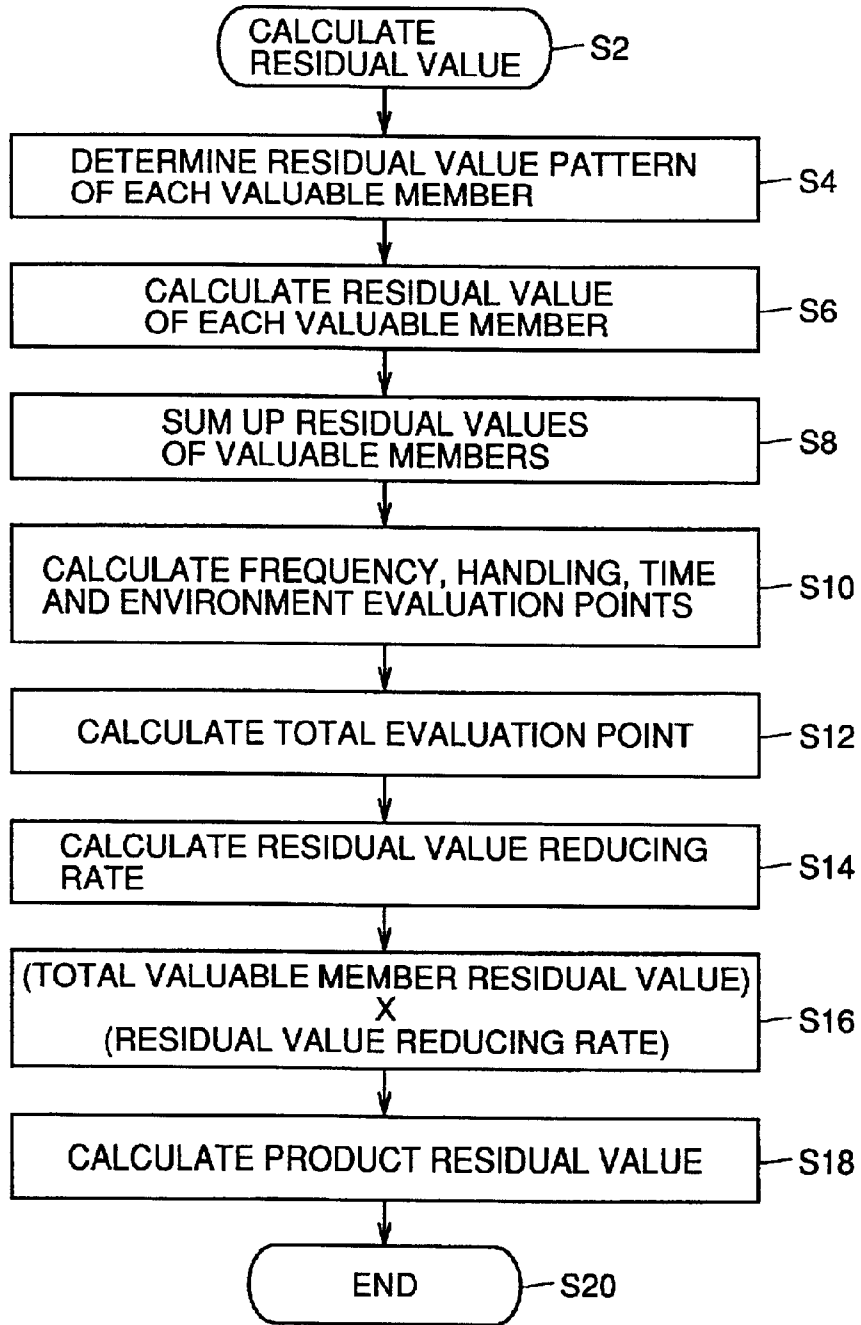 CALCULATE
RESIDUAL VALUE
S2
DETERMINE RESIDUAL VALUE PATTERN
OF EACH VALUABLE MEMBER
S4
CALCULATE RESIDUAL VALUE
OF EACH VALUABLE MEMBER
S6
SUM UP RESIDUAL VALUES
OF VALUABLE MEMBERS
S8
CALCULATE FREQUENCY, HANDLING, TIME
AND ENVIRONMENT EVALUATION POINTS
S10
CALCULATE TOTAL EVALUATION POINT
S12
CALCULATE RESIDUAL VALUE REDUCING
RATE
S14
(TOTAL VALUABLE MEMBER RESIDUAL VALUE)
X
(RESIDUAL VALUE REDUCING RATE)
S16
CALCULATE PRODUCT RESIDUAL VALUE
S18
END
S20